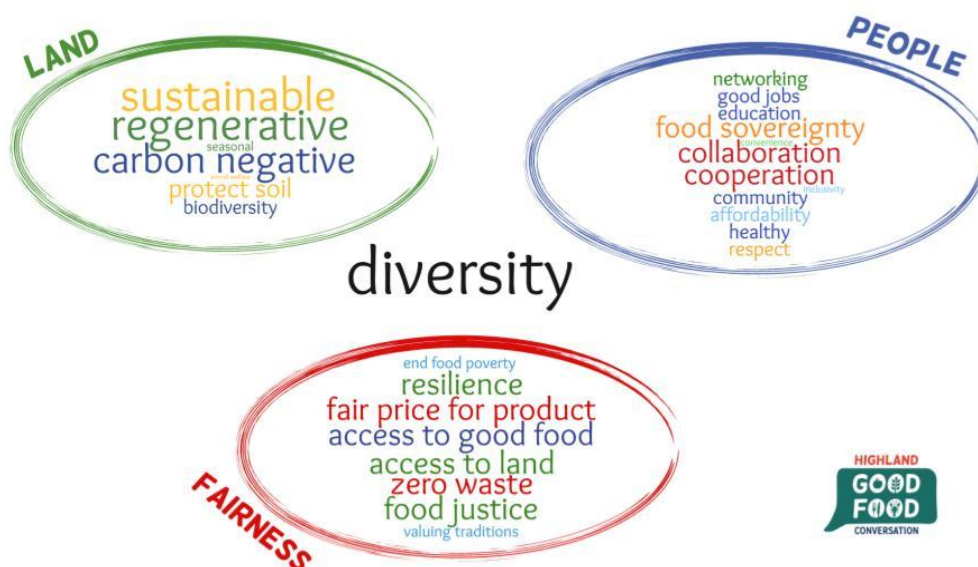 LAND
sustainable
regenerative
seasonal
carbon negative
animal welfare
protect soil
biodiversity
PEOPLE
networking
good jobs
education
food sovereignty
convenience
collaboration
cooperation
inclusivity
community
affordability
healthy
respect
diversity
end food poverty
resilience
fair price for product
access to good food
access to land
zero waste
food justice
valuing traditions
FAIRNESS
HIGHLAND
GOOD
FOOD
CONVERSATION